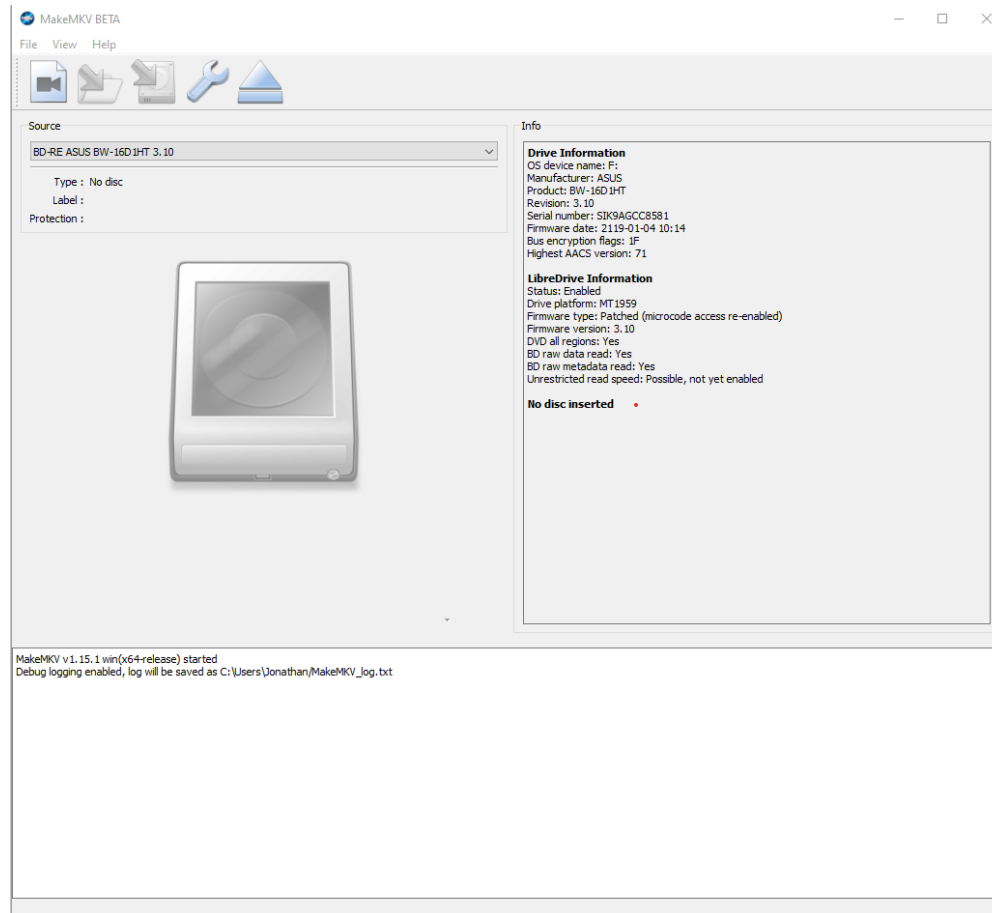 MakeMKV BETA
File View Help
Source
BD-RE ASUS BW-16D1HT 3.10
Type : No disc
Label :
Protection :
Info
Drive Information
OS device name: F:
Manufacturer: ASUS
Product: BW-16D1HT
Revision: 3.10
Serial number: SIK9AGCC8581
Firmware date: 2119-01-04 10:14
Bus encryption flags: 1F
Highest AACS version: 71
LibreDrive Information
Status: Enabled
Drive platform: MT1959
Firmware type: Patched (microcode access re-enabled)
Firmware version: 3.10
DVD all regions: Yes
BD raw data read: Yes
BD raw metadata read: Yes
Unrestricted read speed: Possible, not yet enabled
No disc inserted
MakeMKV v1.15.1 win(x64-release) started
Debug logging enabled, log will be saved as C:\Users\Jonathan/MakeMKV_log.txt